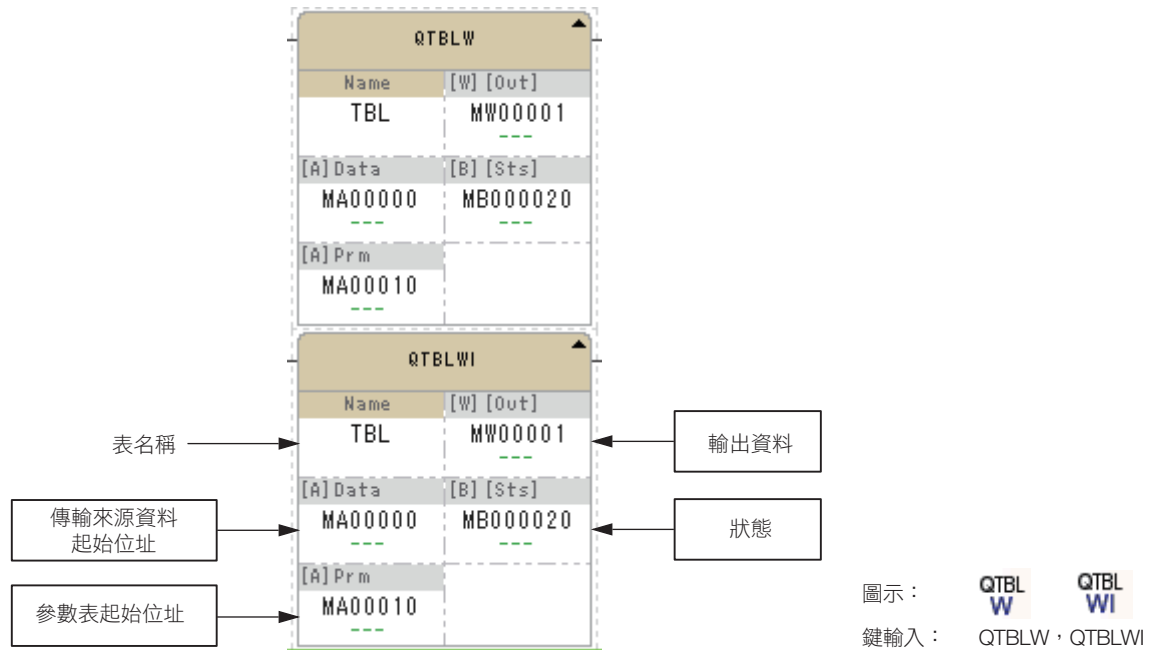 QTBLW
Name [W][Out]
TBL MW00001
---
[A]Data [B][Sts]
MA00000 MB000020
--- ---
[A]Prm
MA00010
---
QTBLWI
Name [W][Out]
表名稱 TBL MW00001 輸出資料
---
[A]Data [B][Sts]
傳輸來源資料
起始位址
MA00000 MB000020 狀態
--- ---
[A]Prm
參數表起始位址 MA00010
---
圖示: QTBL W QTBL WI
鍵輸入: QTBLW,QTBLWI